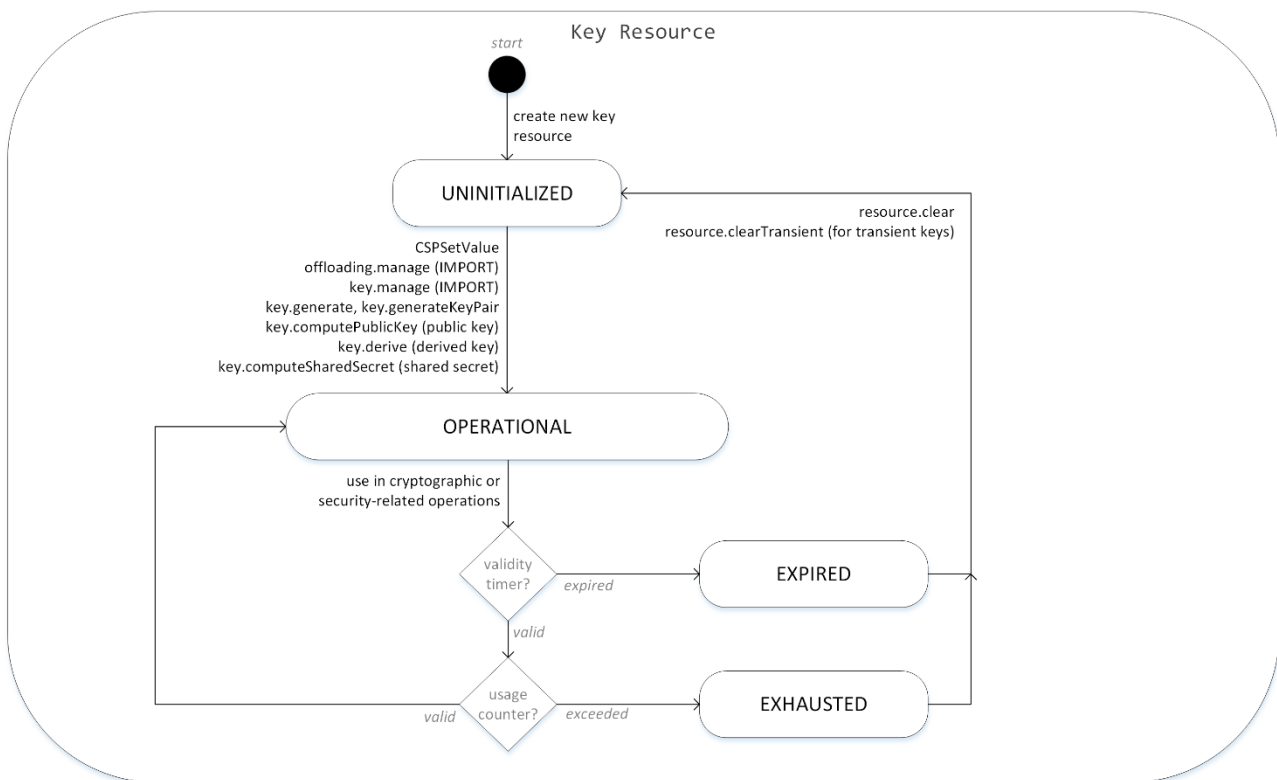 Key Resource
start
create new key
resource
UNINITIALIZED
resource.clear
resource.clearTransient (for transient keys)
CSPSetValue
offloading.manage (IMPORT)
key.manage (IMPORT)
key.generate, key.generateKeyPair
key.computePublicKey (public key)
key.derive (derived key)
key.computeSharedSecret (shared secret)
OPERATIONAL
use in cryptographic or
security-related operations
validity
timer?
expired
EXPIRED
valid
usage
counter?
valid
exceeded
EXHAUSTED